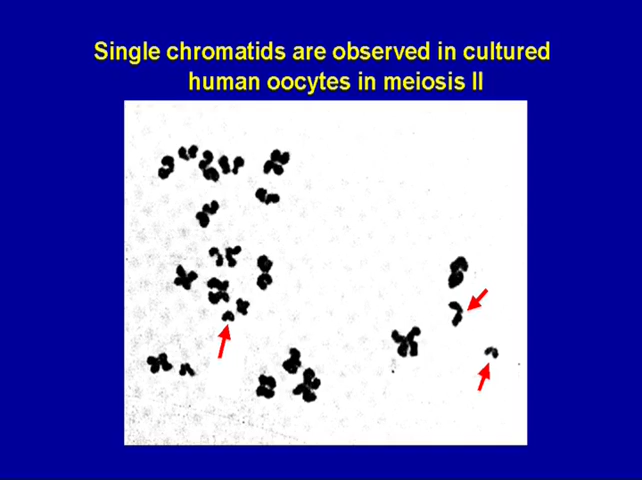 Single chromatids are observed in cultured
human oocytes in meiosis II